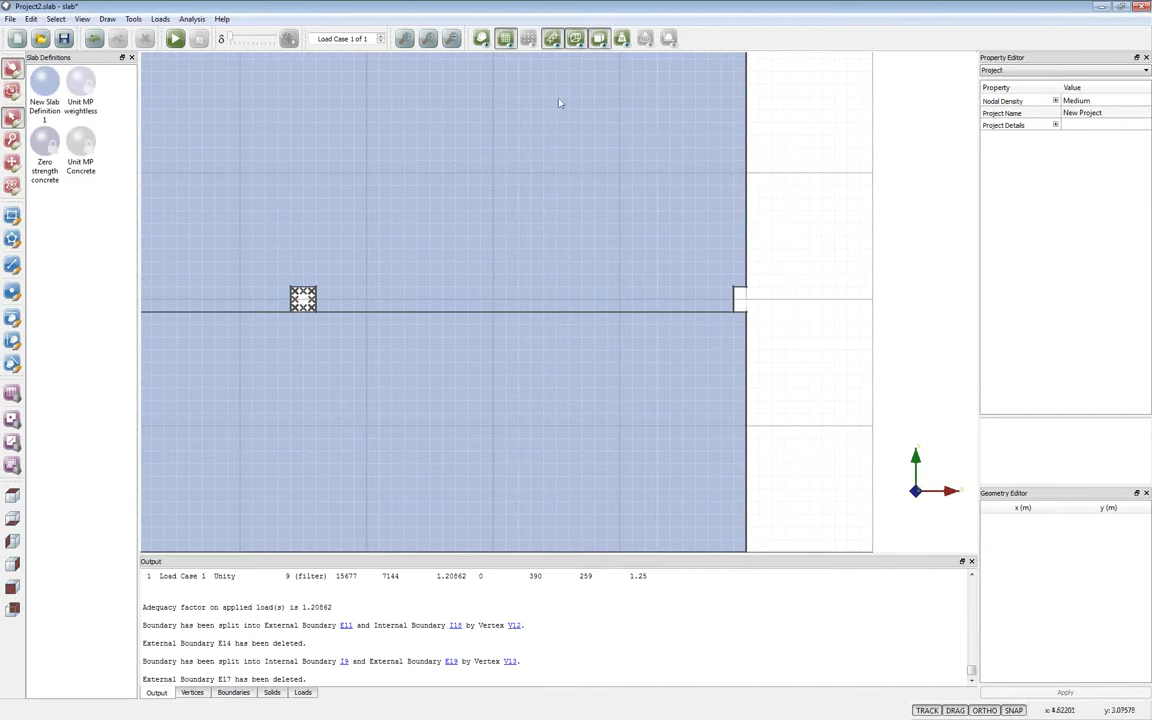 Project2.slab - slab*
File Edit Select View Draw Tools Loads Analysis Help
δ Load Case 1 of 1
Slab Definitions
New Slab Definition 1
Unit MP weightless
Zero strength concrete
Unit MP Concrete
Property Editor
Project
Property Value
Nodal Density Medium
Project Name New Project
Project Details
Geometry Editor
x (m) y (m)
Output
1 Load Case 1 Unity 9 (filter) 15677 7144 1.20862 0 390 259 1.25
Adequacy factor on applied load(s) is 1.20862
Boundary has been split into External Boundary E11 and Internal Boundary I18 by Vertex V12.
External Boundary E14 has been deleted.
Boundary has been split into Internal Boundary I9 and External Boundary E19 by Vertex V13.
External Boundary E17 has been deleted.
Output Vertices Boundaries Solids Loads
Apply
TRACK DRAG ORTHO SNAP x: 4.62201 y: 3.07578